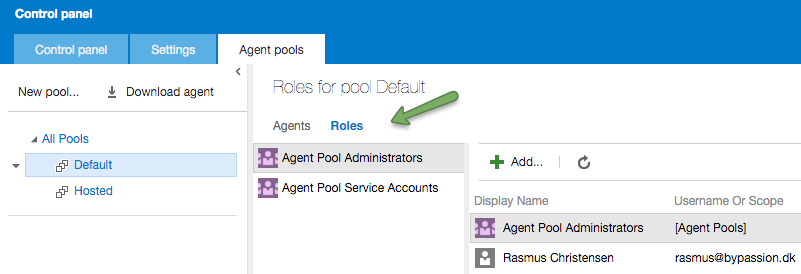 Control panel
Control panel Settings Agent pools
New pool... Download agent
All Pools
Default
Hosted
Roles for pool Default
Agents Roles
Agent Pool Administrators
Agent Pool Service Accounts
Add...
Display Name Username Or Scope
Agent Pool Administrators [Agent Pools]
Rasmus Christensen rasmus@bypassion.dk